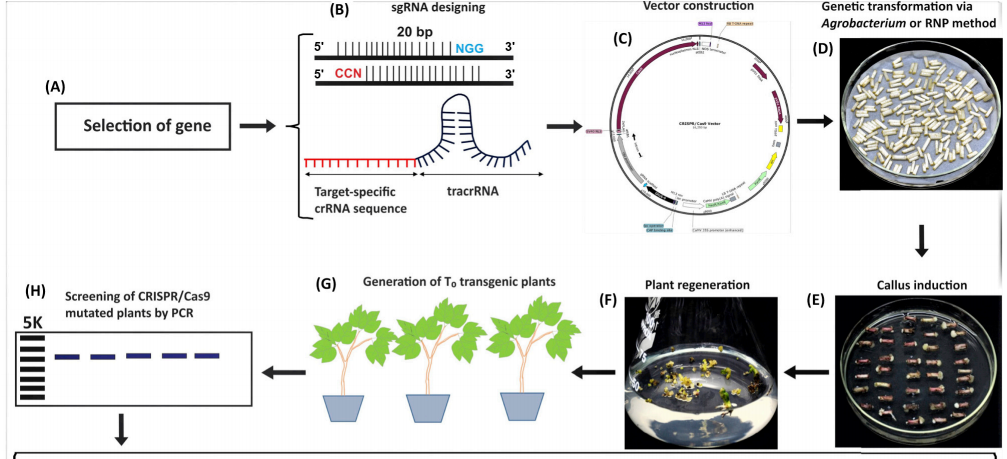 (A)
Selection of gene
(B)
sgRNA designing
20 bp
5'
NGG
3'
5'
CCN
3'
Target-specific
crRNA sequence
tracrRNA
Vector construction
(C)
CRISPR/Cas9 Vector
Genetic transformation via
Agrobacterium or RNP method
(D)
Callus induction
(E)
Plant regeneration
(F)
Generation of T₀ transgenic plants
(G)
(H)
Screening of CRISPR/Cas9
mutated plants by PCR
5K